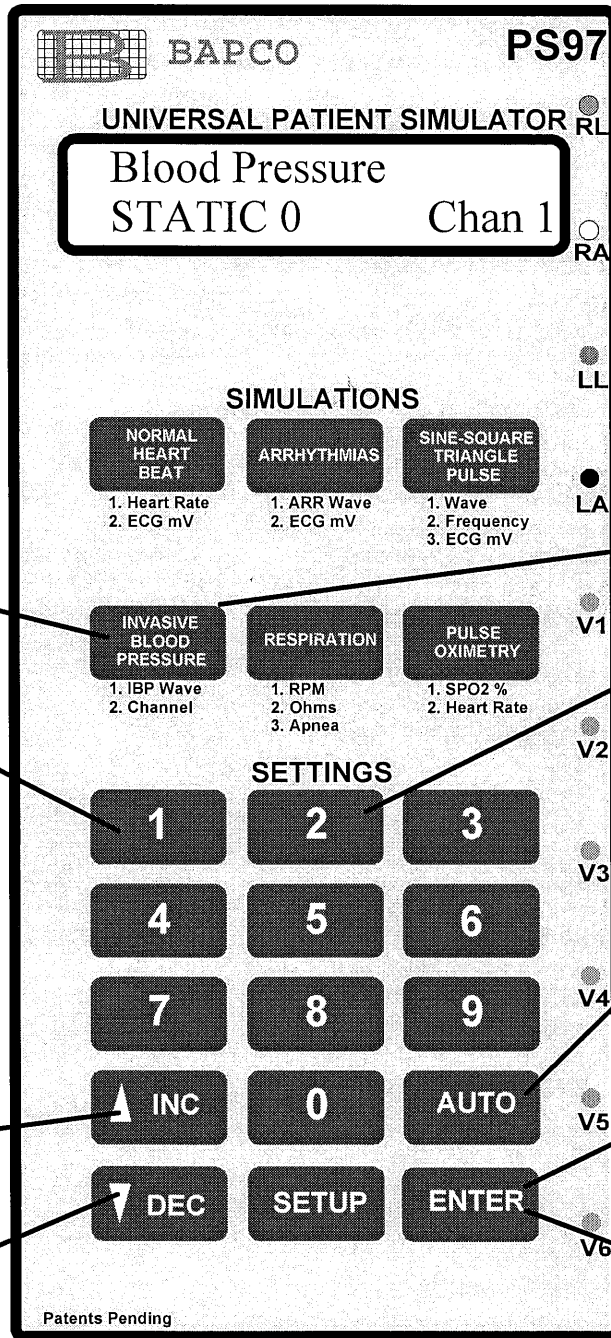 BAPCO PS97
UNIVERSAL PATIENT SIMULATOR RL
Blood Pressure
STATIC 0 Chan 1
RA
LL
SIMULATIONS
NORMAL HEART BEAT
ARRHYTHMIAS
SINE-SQUARE TRIANGLE PULSE
1. Heart Rate
2. ECG mV
1. ARR Wave
2. ECG mV
1. Wave
2. Frequency
3. ECG mV
LA
INVASIVE BLOOD PRESSURE
RESPIRATION
PULSE OXIMETRY
V1
1. IBP Wave
2. Channel
1. RPM
2. Ohms
3. Apnea
1. SPO2 %
2. Heart Rate
V2
SETTINGS
1 2 3
V3
4 5 6
7 8 9
V4
INC 0 AUTO
V5
DEC SETUP ENTER
V6
Patents Pending